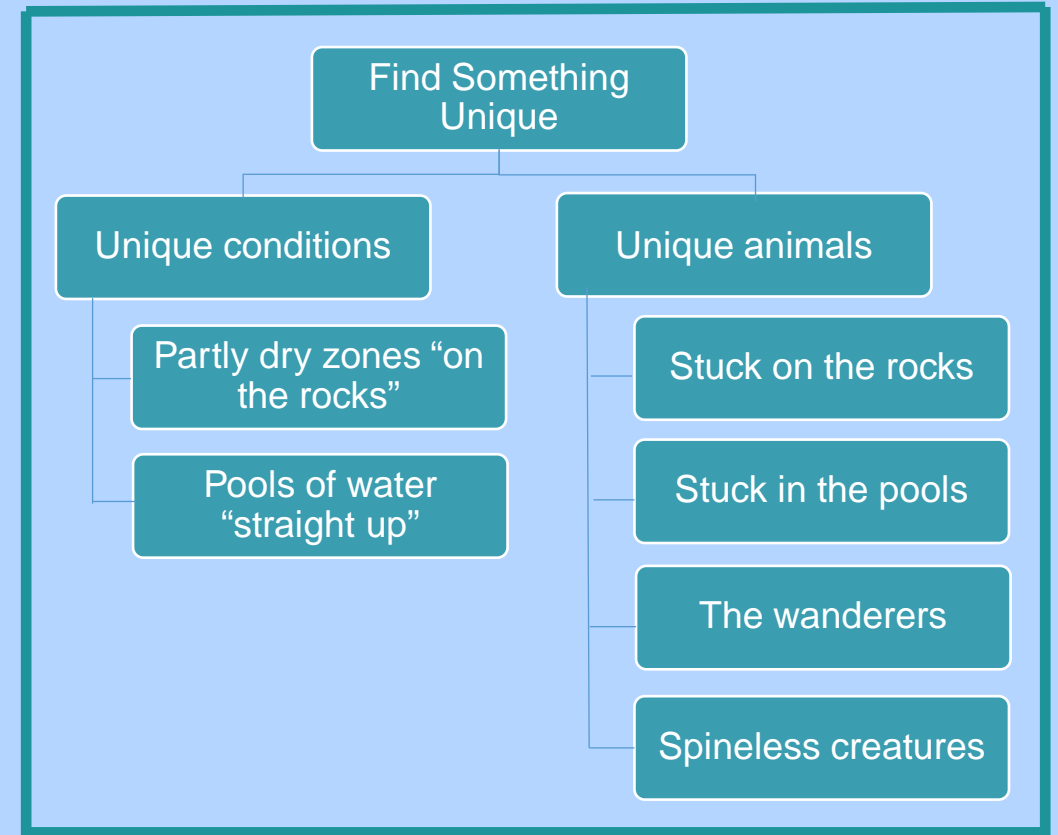 Find Something
Unique
Unique conditions
Partly dry zones “on
the rocks”
Pools of water
“straight up”
Unique animals
Stuck on the rocks
Stuck in the pools
The wanderers
Spineless creatures